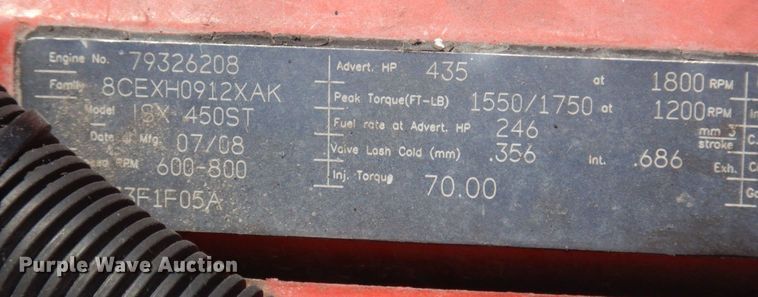 Engine No. 79326208
Family 8CEXH0912XAK
Model ISX 450ST
Date of Mfg. 07/08
RPM 600-800
3F1F05A
Advert. HP 435 at 1800 RPM
Peak Torque(FT-LB) 1550/1750 at 1200 RPM
Fuel rate at Advert. HP 246 mm 3 stroke
Valve Lash Cold (mm) .356 Int. .686 Exh.
Inj. Torque 70.00
Purple Wave Auction